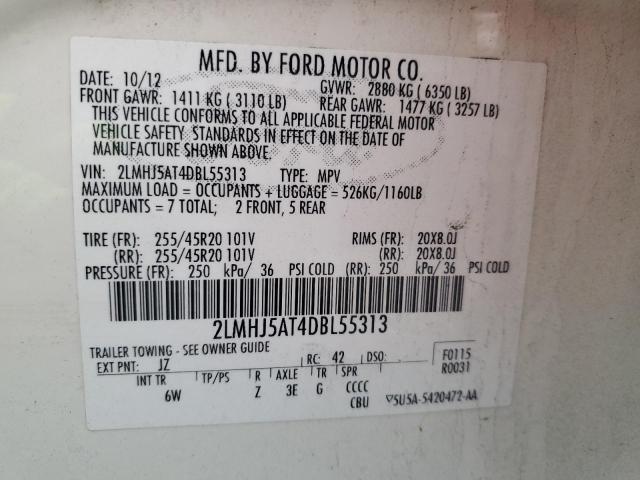 MFD. BY FORD MOTOR CO.
DATE: 10/12 GVWR: 2880 KG ( 6350 LB)
FRONT GAWR: 1411 KG ( 3110 LB) REAR GAWR: 1477 KG ( 3257 LB)
THIS VEHICLE CONFORMS TO ALL APPLICABLE FEDERAL MOTOR
VEHICLE SAFETY STANDARDS IN EFFECT ON THE DATE OF
MANUFACTURE SHOWN ABOVE.
VIN: 2LMHJ5AT4DBL55313 TYPE: MPV
MAXIMUM LOAD = OCCUPANTS + LUGGAGE = 526KG/1160LB
OCCUPANTS = 7 TOTAL; 2 FRONT, 5 REAR
TIRE (FR): 255/45R20 101V RIMS (FR): 20X8.0J
(RR): 255/45R20 101V (RR): 20X8.0J
PRESSURE (FR): 250 kPa/ 36 PSI COLD (RR): 250 kPa/ 36 PSI COLD
2LMHJ5AT4DBL55313
TRAILER TOWING - SEE OWNER GUIDE
EXT PNT: JZ RC: 42 DSO: F0115
R0031
INT TR TP/PS R AXLE TR SPR
6W Z 3E G CCCC
CBU 5U5A-5420472-AA